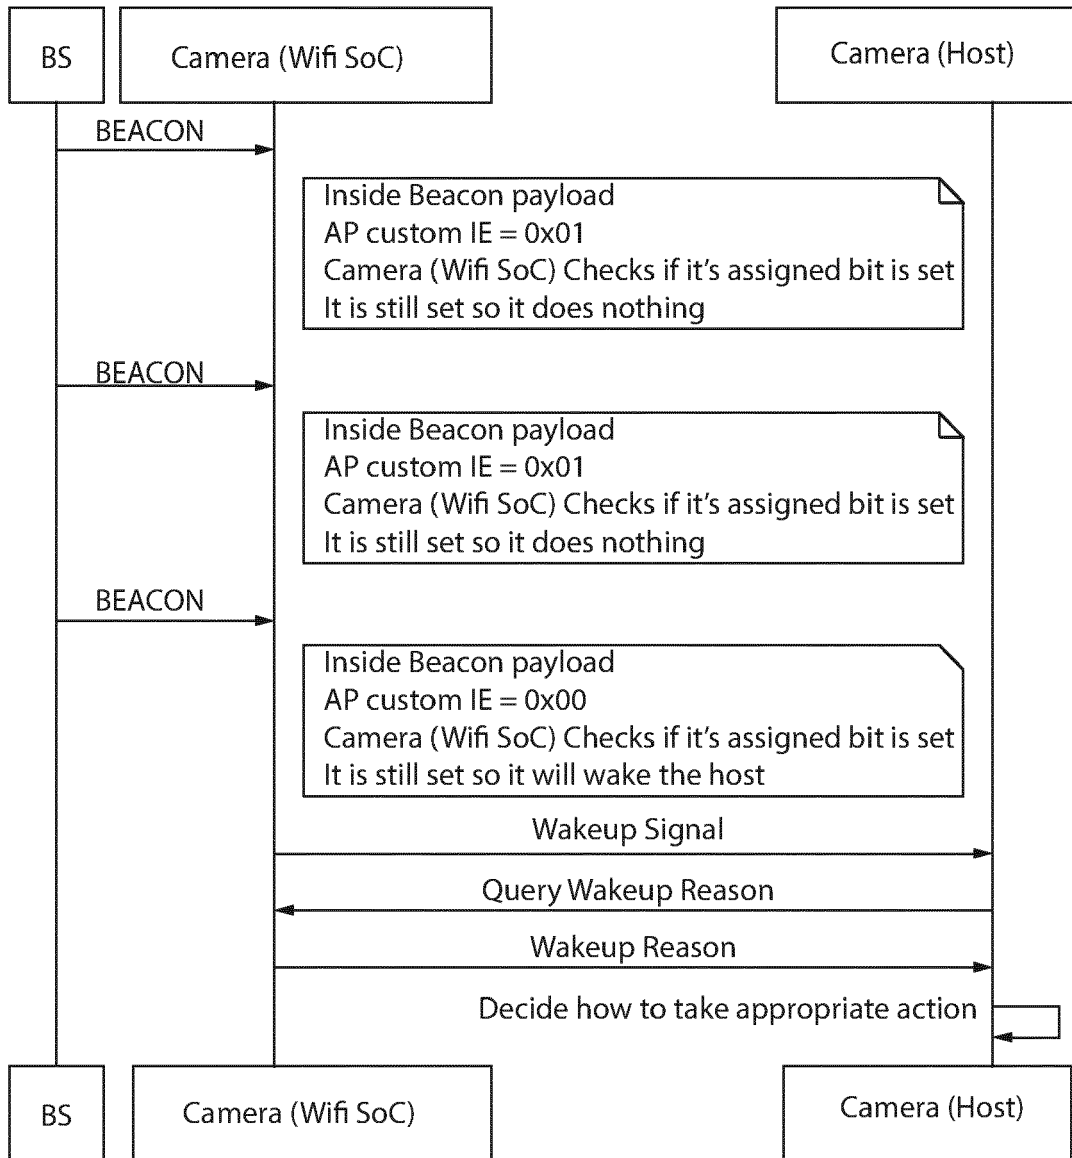 BS
Camera (Wifi SoC)
Camera (Host)
BEACON
Inside Beacon payload
AP custom IE = 0x01
Camera (Wifi SoC) Checks if it's assigned bit is set
It is still set so it does nothing
BEACON
Inside Beacon payload
AP custom IE = 0x01
Camera (Wifi SoC) Checks if it's assigned bit is set
It is still set so it does nothing
BEACON
Inside Beacon payload
AP custom IE = 0x00
Camera (Wifi SoC) Checks if it's assigned bit is set
It is still set so it will wake the host
Wakeup Signal
Query Wakeup Reason
Wakeup Reason
Decide how to take appropriate action
BS
Camera (Wifi SoC)
Camera (Host)